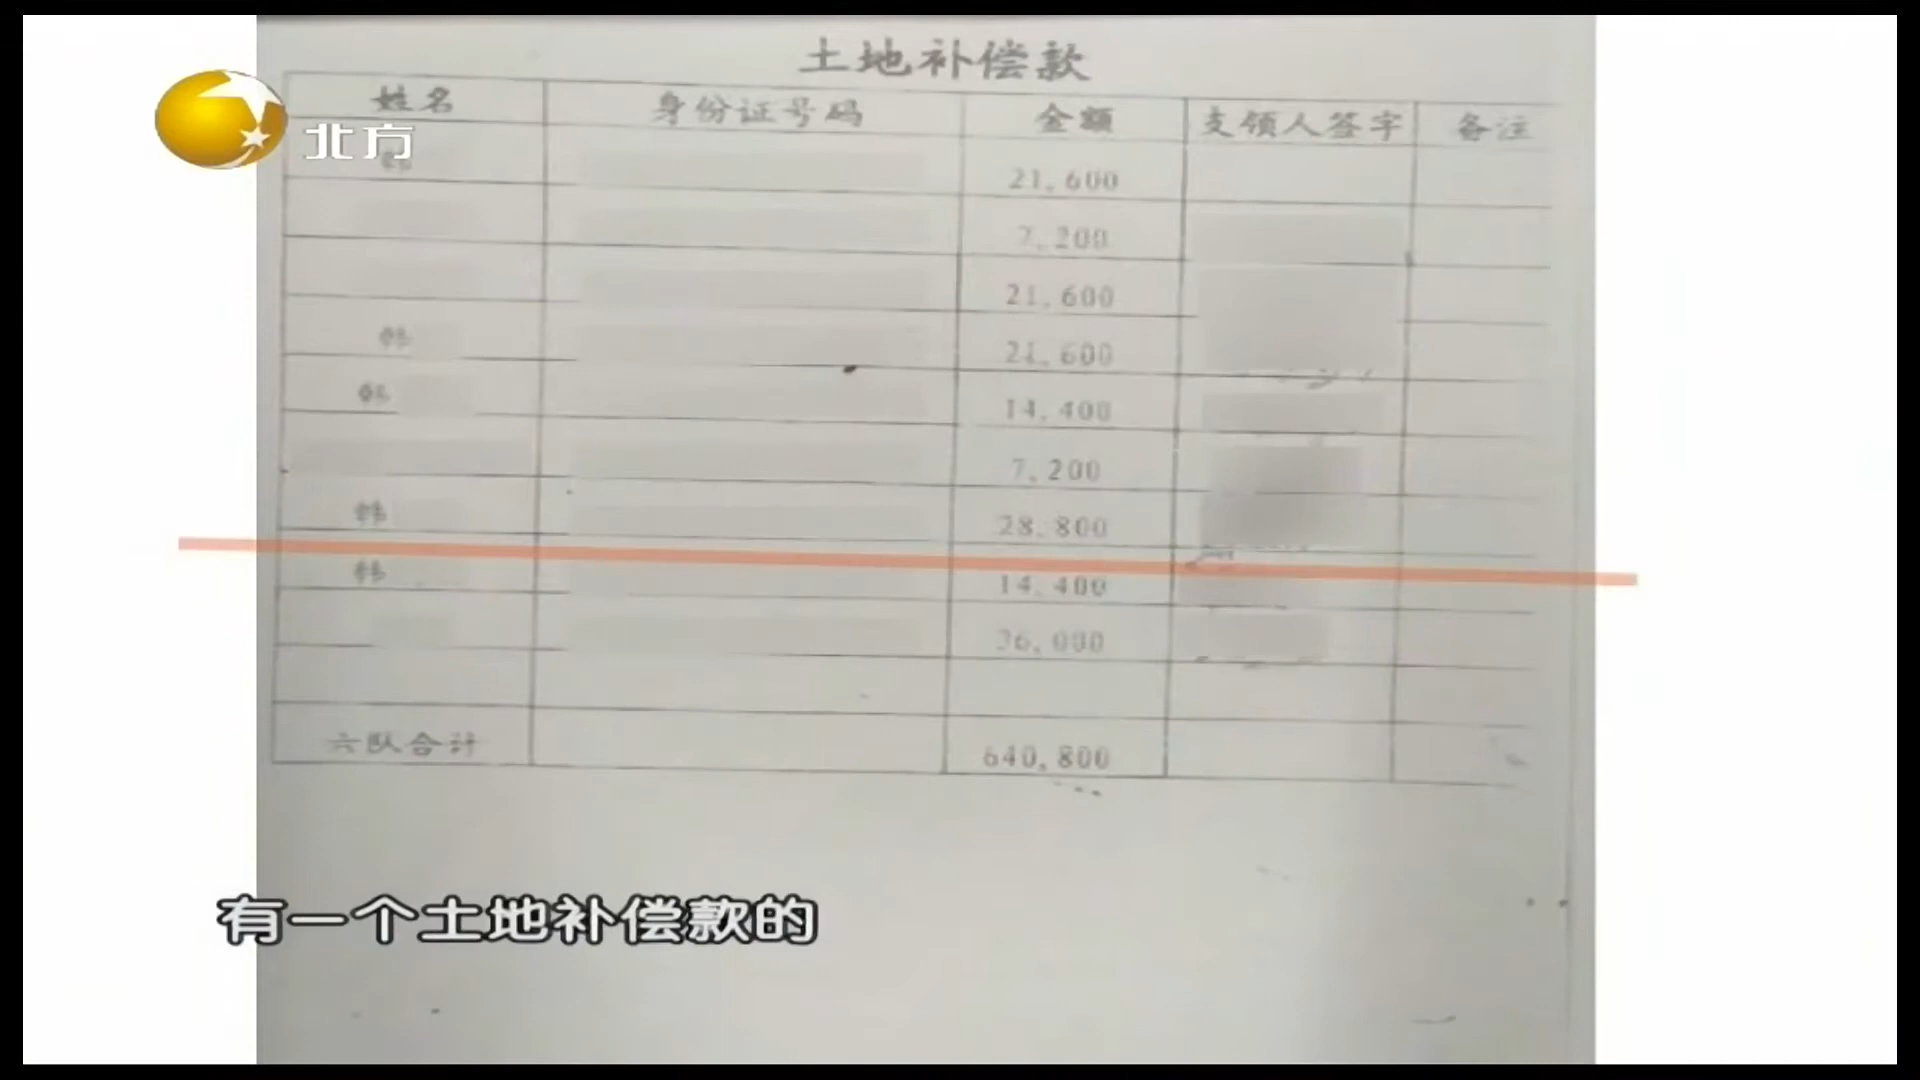 土地补偿款
姓名 身份证号码 金额 支领人签字 备注
北方
韩 21,600
7,200
21,600
韩 21,600
韩 14,400
7,200
韩 28,800
韩 14,400
36,000
六队合计 640,800
有一个土地补偿款的